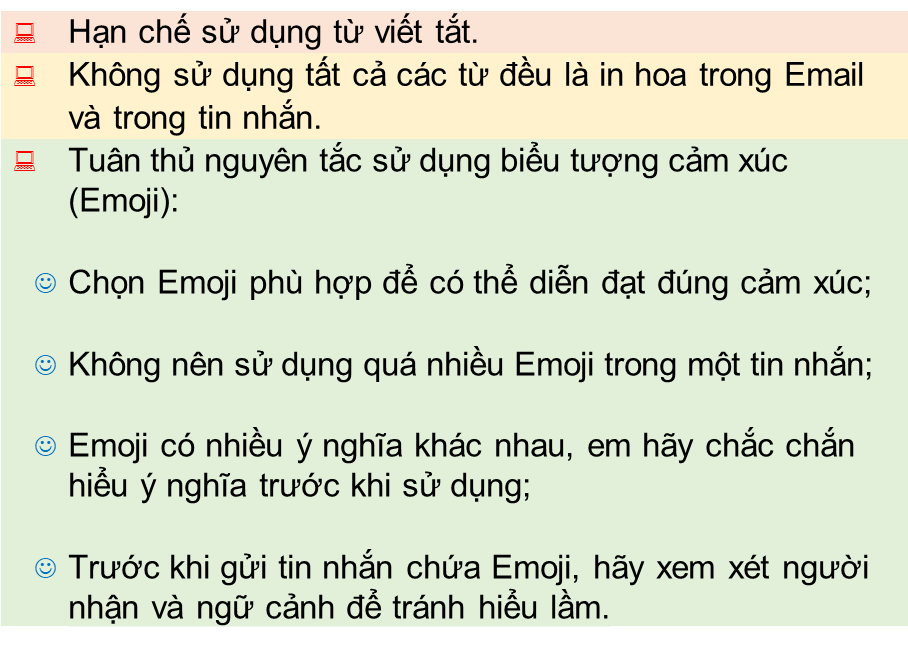 Hạn chế sử dụng từ viết tắt.
Không sử dụng tất cả các từ đều là in hoa trong Email
và trong tin nhắn.
Tuân thủ nguyên tắc sử dụng biểu tượng cảm xúc
(Emoji):
Chọn Emoji phù hợp để có thể diễn đạt đúng cảm xúc;
Không nên sử dụng quá nhiều Emoji trong một tin nhắn;
Emoji có nhiều ý nghĩa khác nhau, em hãy chắc chắn
hiểu ý nghĩa trước khi sử dụng;
Trước khi gửi tin nhắn chứa Emoji, hãy xem xét người
nhận và ngữ cảnh để tránh hiểu lầm.